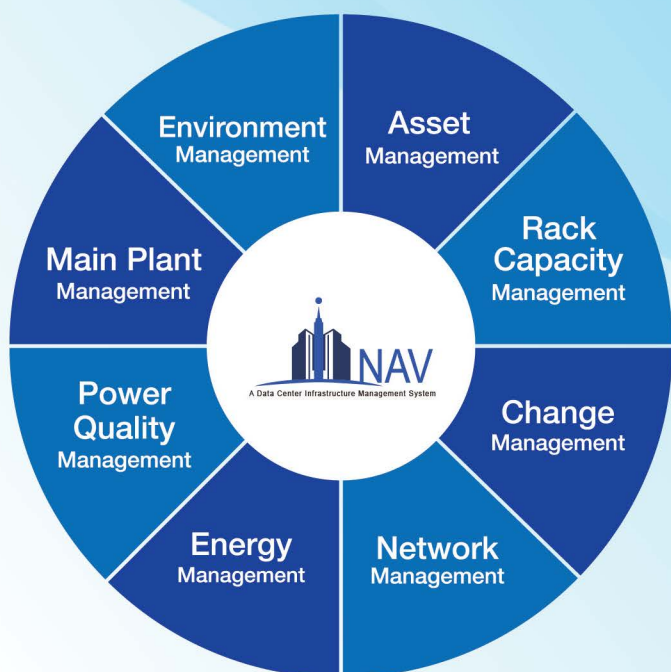 Environment
Management
Asset
Management
Rack
Capacity
Management
Change
Management
Network
Management
Energy
Management
Power
Quality
Management
Main Plant
Management
NAV
A Data Center Infrastructure Management System